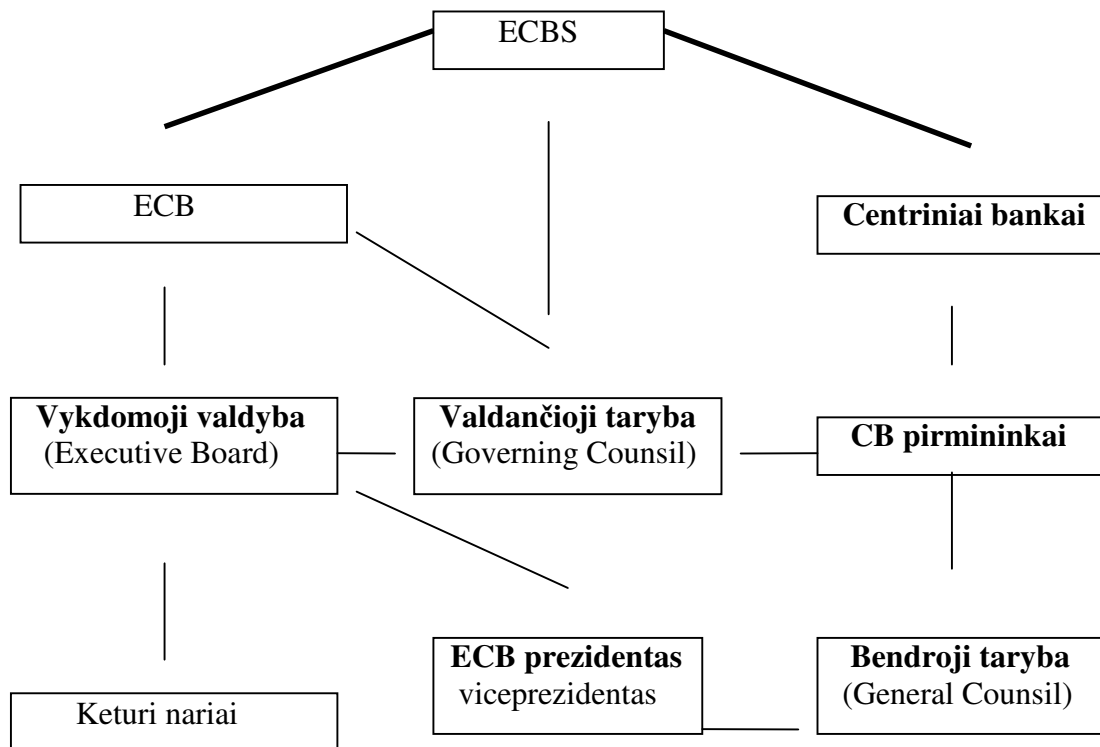 ECBS
ECB
Centriniai bankai
Vykdomoji valdyba
(Executive Board)
Valdančioji taryba
(Governing Counsil)
CB pirmininkai
ECB prezidentas
viceprezidentas
Bendroji taryba
(General Counsil)
Keturi nariai